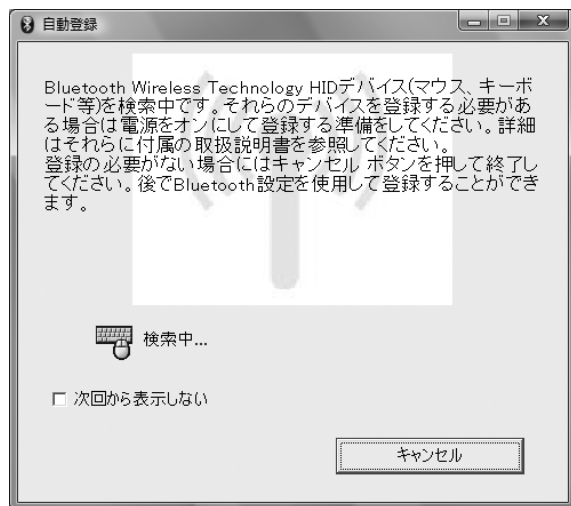 自動登録
Bluetooth Wireless Technology HIDデバイス(マウス、キーボ
ード等)を検索中です。それらのデバイスを登録する必要があ
る場合は電源をオンにして登録する準備をしてください。詳細
はそれらに付属の取扱説明書を参照してください。
登録の必要がない場合にはキャンセル ボタンを押して終了し
てください。後でBluetooth設定を使用して登録することができ
ます。
検索中...
次回から表示しない
キャンセル